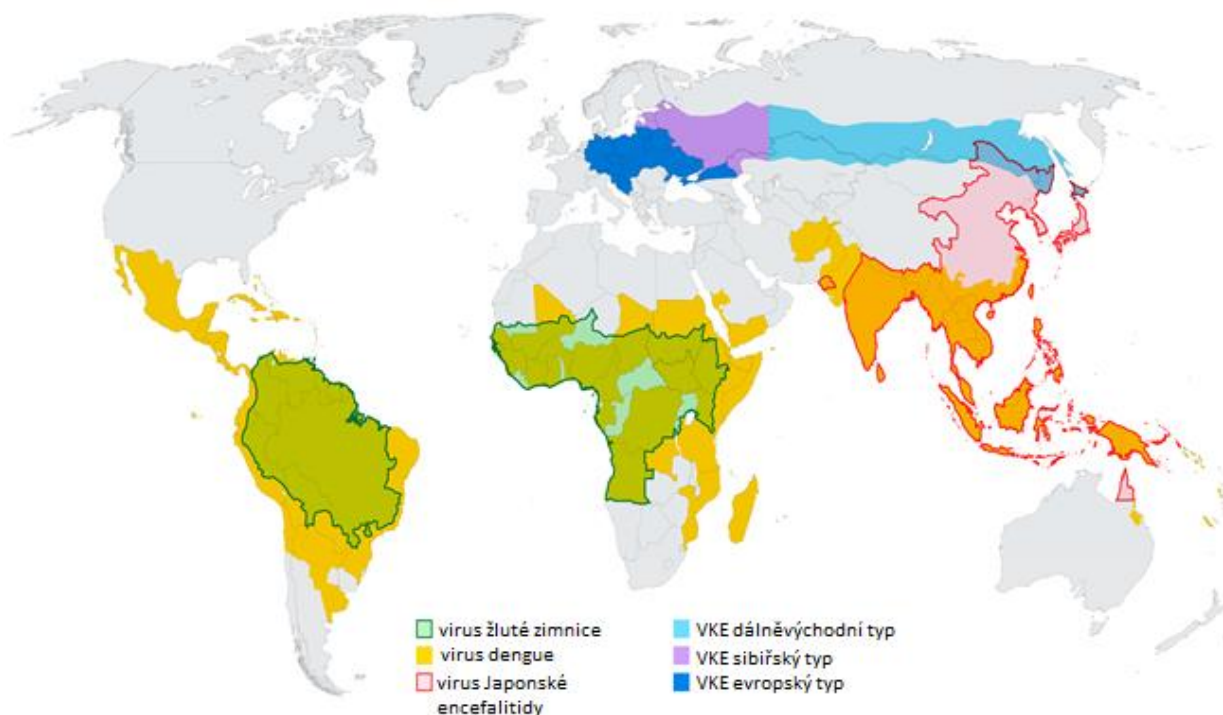 virus žluté zimnice
virus dengue
virus Japonské
encefalitidy
VKE dálněvýchodní typ
VKE sibiřský typ
VKE evropský typ